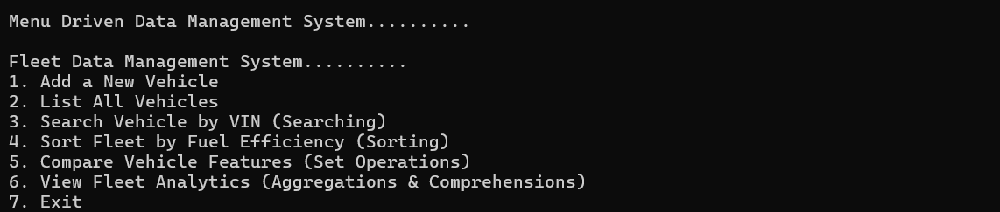 Menu Driven Data Management System..........
Fleet Data Management System..........
1. Add a New Vehicle
2. List All Vehicles
3. Search Vehicle by VIN (Searching)
4. Sort Fleet by Fuel Efficiency (Sorting)
5. Compare Vehicle Features (Set Operations)
6. View Fleet Analytics (Aggregations & Comprehensions)
7. Exit